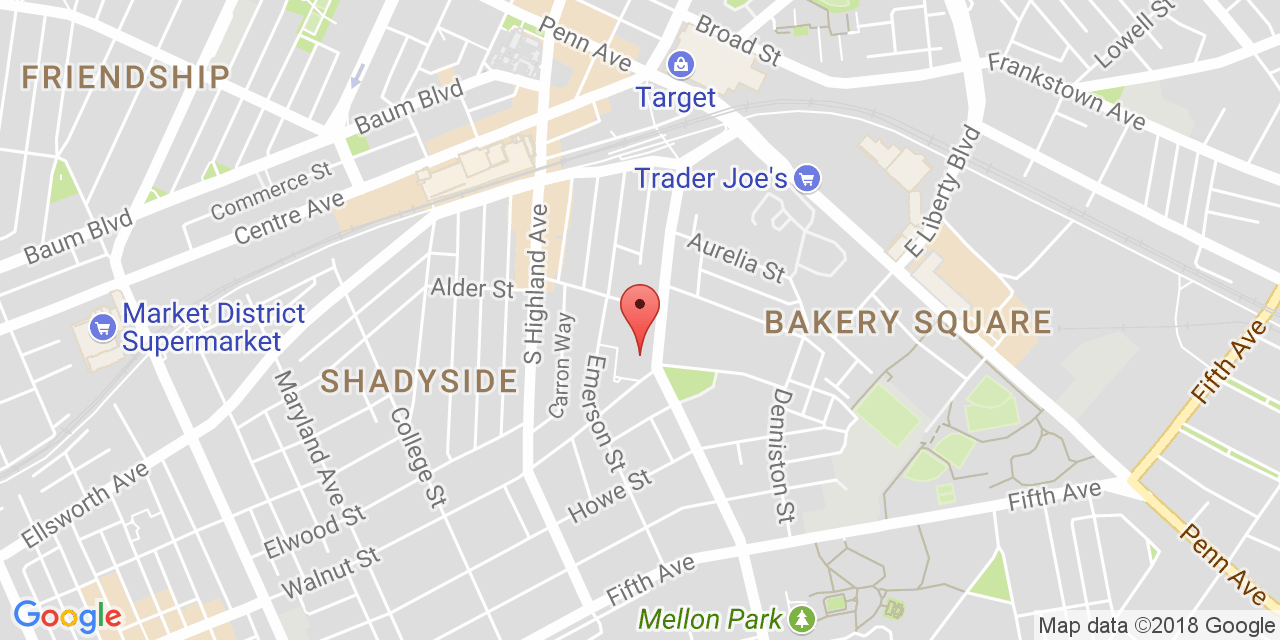 Penn Ave
Broad St
Lowell St
FRIENDSHIP
Baum Blvd
Target
Frankstown Ave
Commerce St
Trader Joe's
Baum Blvd
Centre Ave
E Liberty Blvd
S Highland Ave
Aurelia St
Alder St
Market District
Supermarket
BAKERY SQUARE
Fifth Ave
SHADYSIDE
Carron Way
Emerson St
Maryland Ave
College St
Denniston St
Ellsworth Ave
Howe St
Fifth Ave
Elwood St
Walnut St
Fifth Ave
Penn Ave
Google
Mellon Park
Map data ©2018 Google